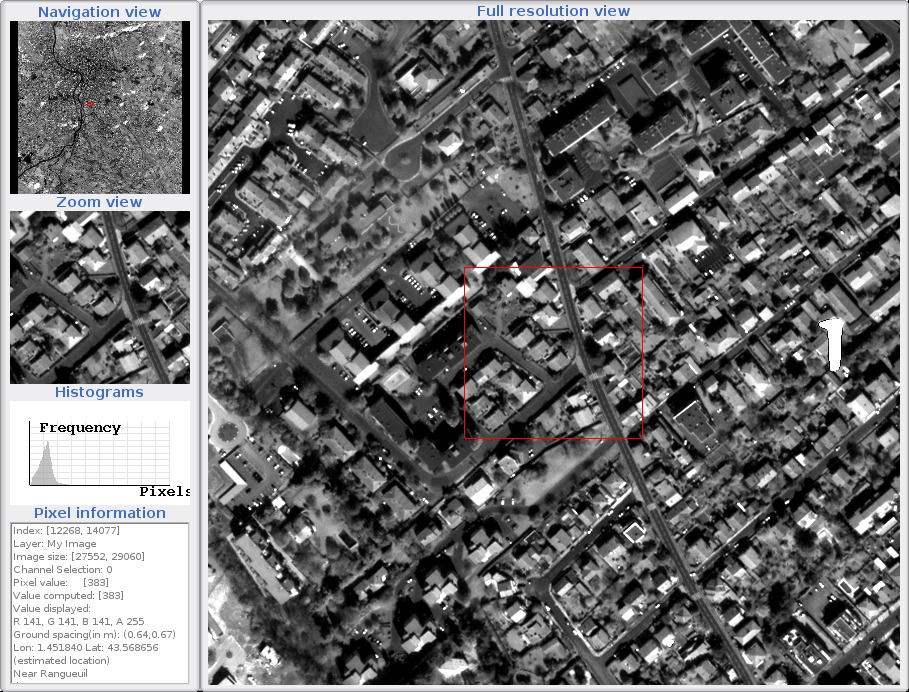 Navigation view
Full resolution view
Zoom view
Histograms
Frequency
Pixels
Pixel information
Index: [12268, 14077]
Layer: My Image
Image size: [27552, 29060]
Channel Selection: 0
Pixel value: [383]
Value computed: [383]
Value displayed:
R 141, G 141, B 141, A 255
Ground spacing(in m): (0.64,0.67)
Lon: 1.451840 Lat: 43.568656
(estimated location)
Near Rangueuil
1